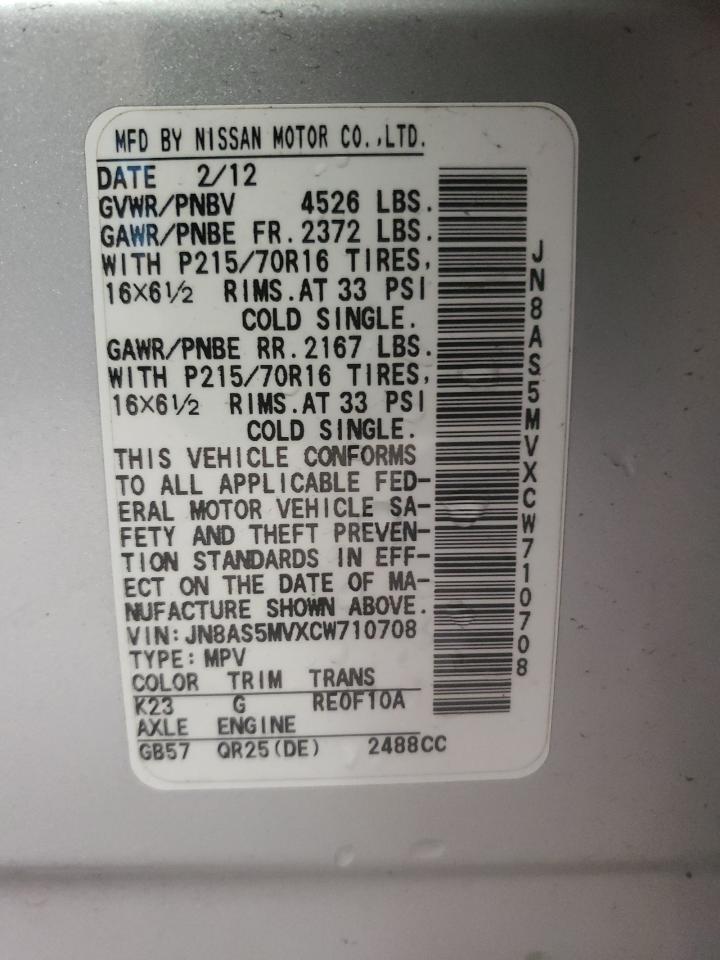 MFD BY NISSAN MOTOR CO.,LTD.
DATE 2/12
GVWR/PNBV 4526 LBS.
GAWR/PNBE FR.2372 LBS.
WITH P215/70R16 TIRES,
16×6½ RIMS.AT 33 PSI
COLD SINGLE.
GAWR/PNBE RR.2167 LBS.
WITH P215/70R16 TIRES,
16×6½ RIMS.AT 33 PSI
COLD SINGLE.
THIS VEHICLE CONFORMS
TO ALL APPLICABLE FED-
ERAL MOTOR VEHICLE SA-
FETY AND THEFT PREVEN-
TION STANDARDS IN EFF-
ECT ON THE DATE OF MA-
NUFACTURE SHOWN ABOVE.
VIN:JN8AS5MVXCW710708
TYPE:MPV
COLOR TRIM TRANS
K23 G RE0F10A
AXLE ENGINE
GB57 QR25(DE) 2488CC
JN8AS5MVXCW710708